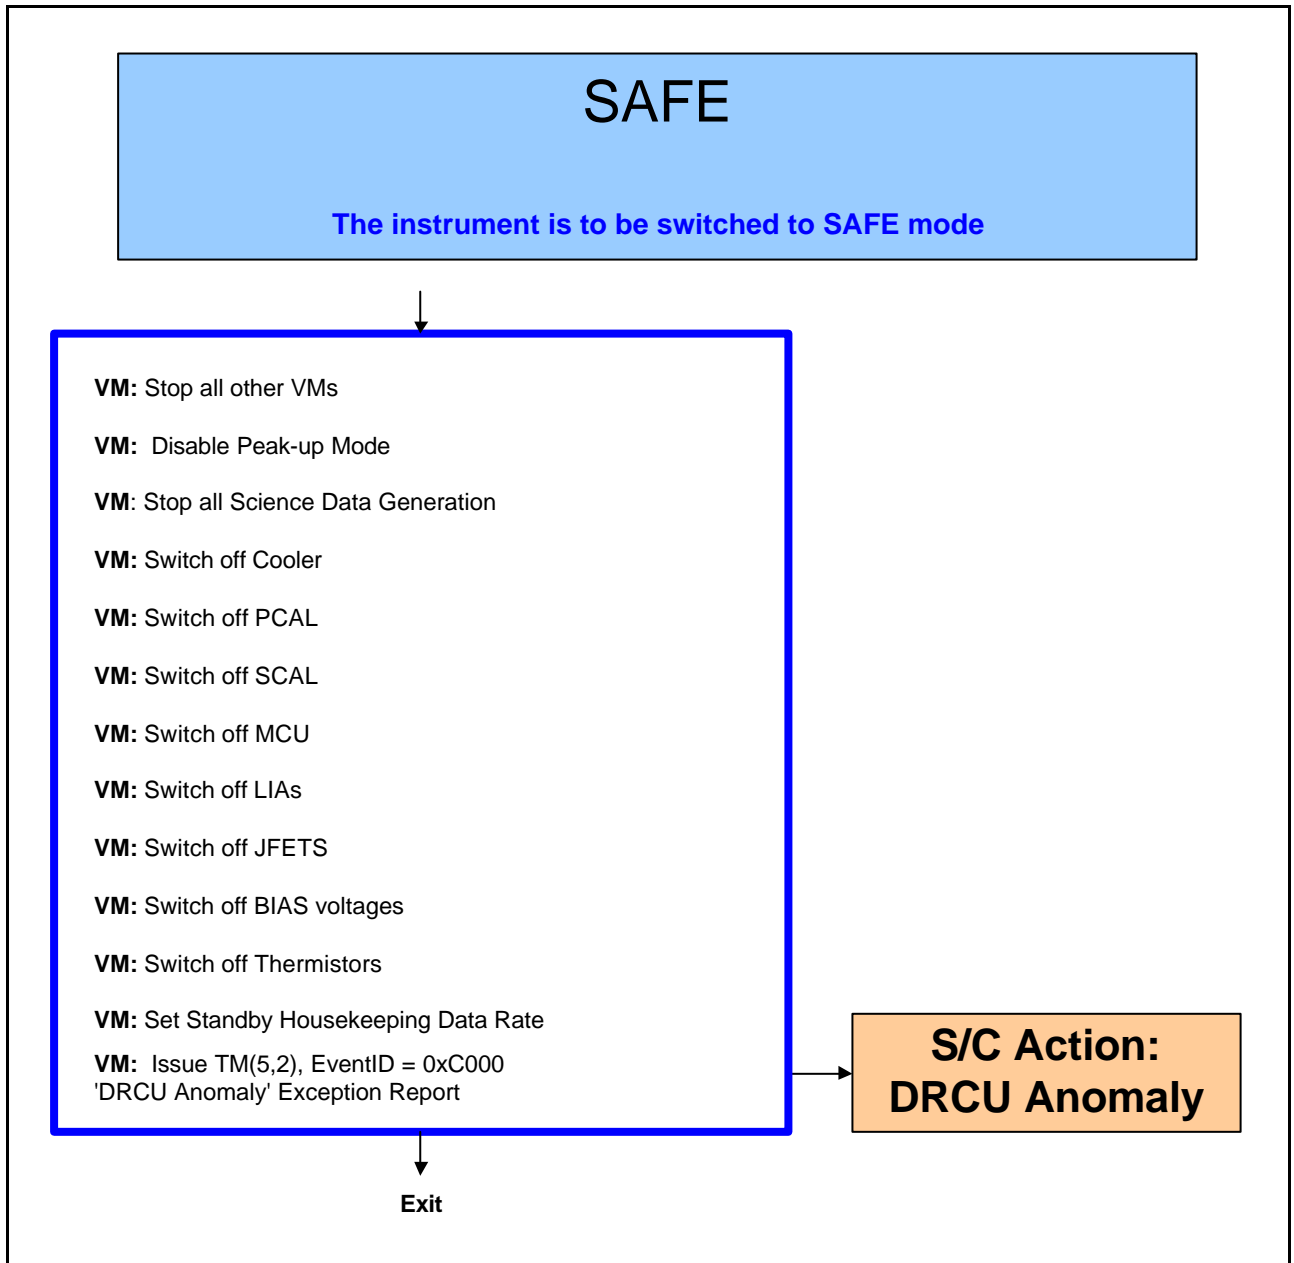 SAFE
The instrument is to be switched to SAFE mode
VM: Stop all other VMs
VM: Disable Peak-up Mode
VM: Stop all Science Data Generation
VM: Switch off Cooler
VM: Switch off PCAL
VM: Switch off SCAL
VM: Switch off MCU
VM: Switch off LIAs
VM: Switch off JFETS
VM: Switch off BIAS voltages
VM: Switch off Thermistors
VM: Set Standby Housekeeping Data Rate
VM: Issue TM(5,2), EventID = 0xC000
'DRCU Anomaly' Exception Report
S/C Action:
DRCU Anomaly
Exit